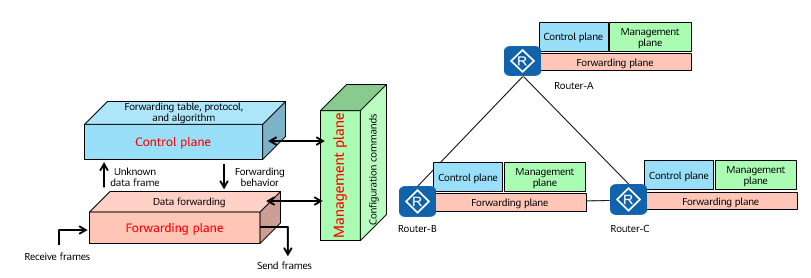 Forwarding table, protocol,
and algorithm
Control plane
Unknown
data frame
Forwarding
behavior
Data forwarding
Forwarding plane
Receive frames
Send frames
Management plane
Configuration commands
Control plane
Management
plane
R
Forwarding plane
Router-A
Control plane
Management
plane
R
Forwarding plane
Router-B
Control plane
Management
plane
R
Forwarding plane
Router-C